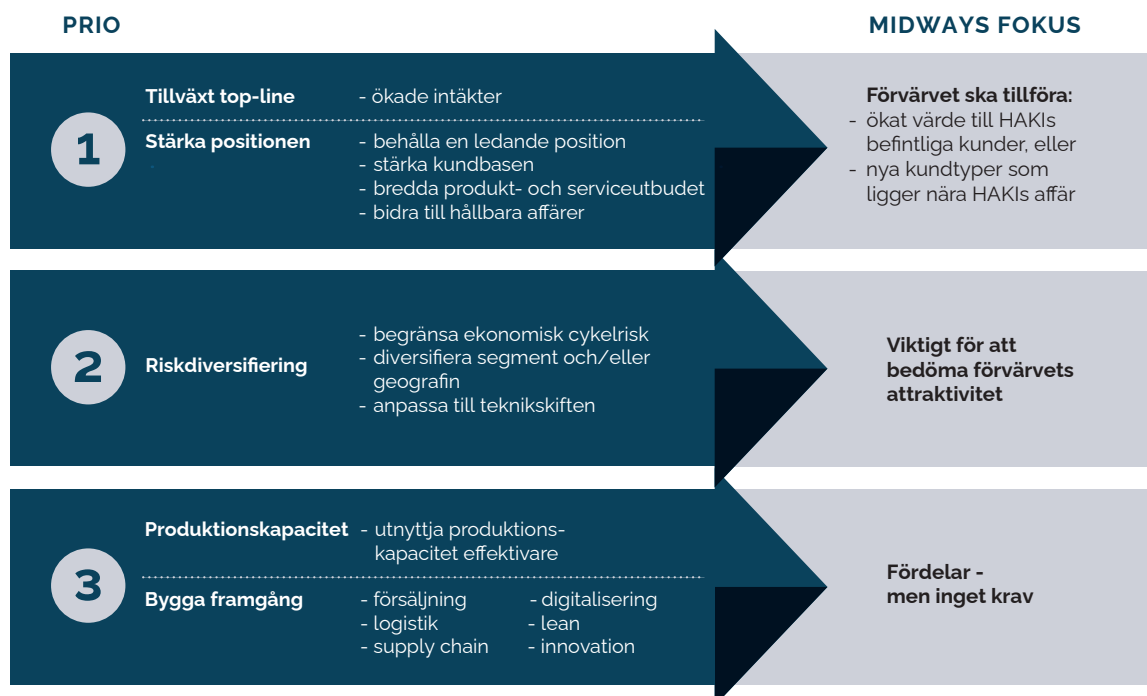 PRIO
MIDWAYS FOKUS
1
Tillväxt top-line
- ökade intäkter
Stärka positionen
- behålla en ledande position
- stärka kundbasen
- bredda produkt- och serviceutbudet
- bidra till hållbara affärer
Förvärvet ska tillföra:
- ökat värde till HAKIs
befintliga kunder, eller
- nya kundtyper som
ligger nära HAKIs affär
2
Riskdiversifiering
- begränsa ekonomisk cykelrisk
- diversifiera segment och/eller
geografin
- anpassa till teknikskiften
Viktigt för att
bedöma förvärvets
attraktivitet
3
Produktionskapacitet
- utnyttja produktions-
kapacitet effektivare
Bygga framgång
- försäljning
- logistik
- supply chain
- digitalisering
- lean
- innovation
Fördelar -
men inget krav